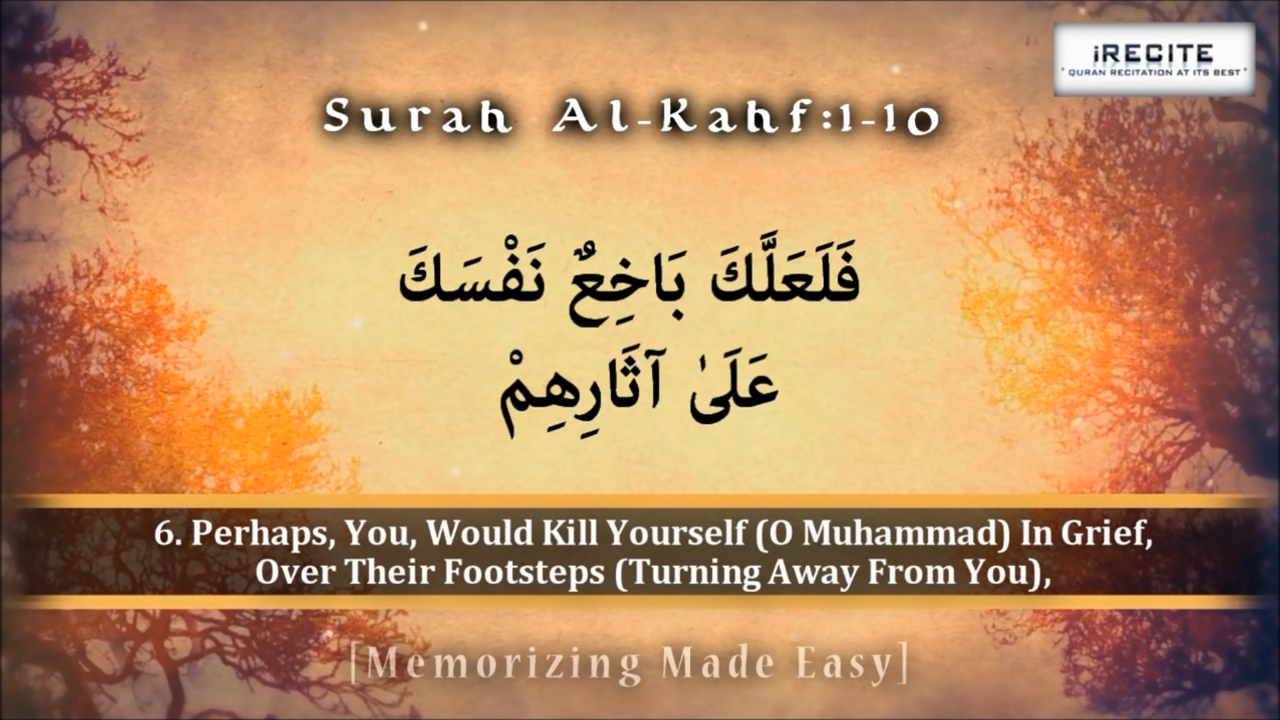 iRECITE
"QURAN RECITATION AT ITS BEST"
Surah Al-Kahf:1-10
فَلَعَلَّكَ بَاخِعٌ نَفْسَكَ
عَلَىٰ آثَارِهِمْ
6. Perhaps, You, Would Kill Yourself (O Muhammad) In Grief,
Over Their Footsteps (Turning Away From You),
[Memorizing Made Easy]